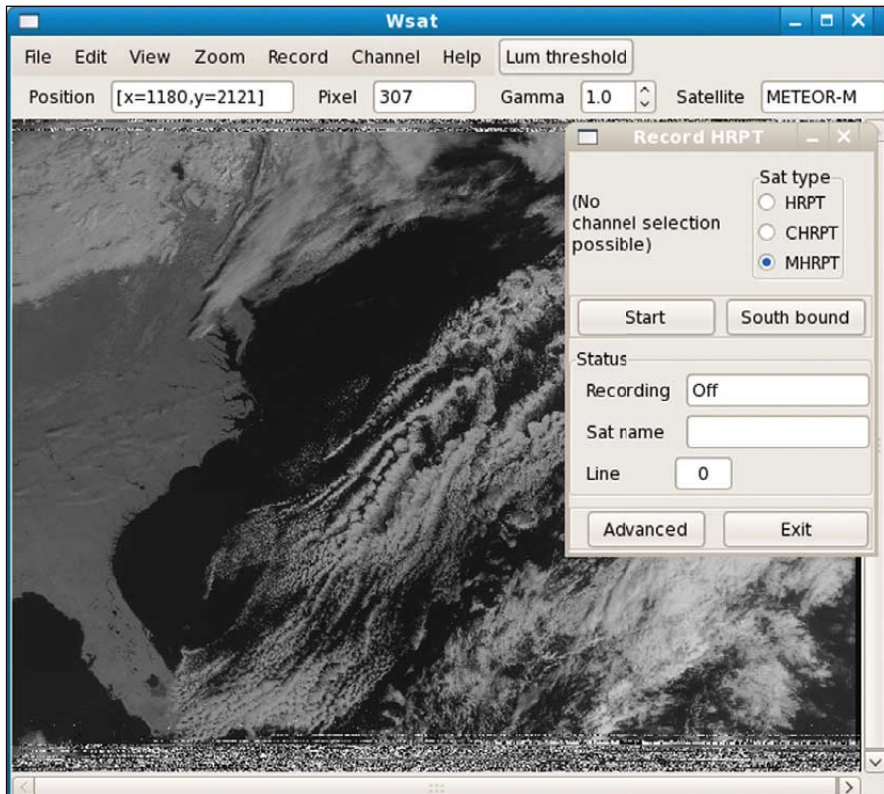 Wsat
File Edit View Zoom Record Channel Help Lum threshold
Position [x=1180,y=2121] Pixel 307 Gamma 1.0 Satellite METEOR-M
Record HRPT
(No
channel selection
possible)
Sat type
HRPT
CHRPT
MHRPT
Start South bound
Status
Recording Off
Sat name
Line 0
Advanced Exit